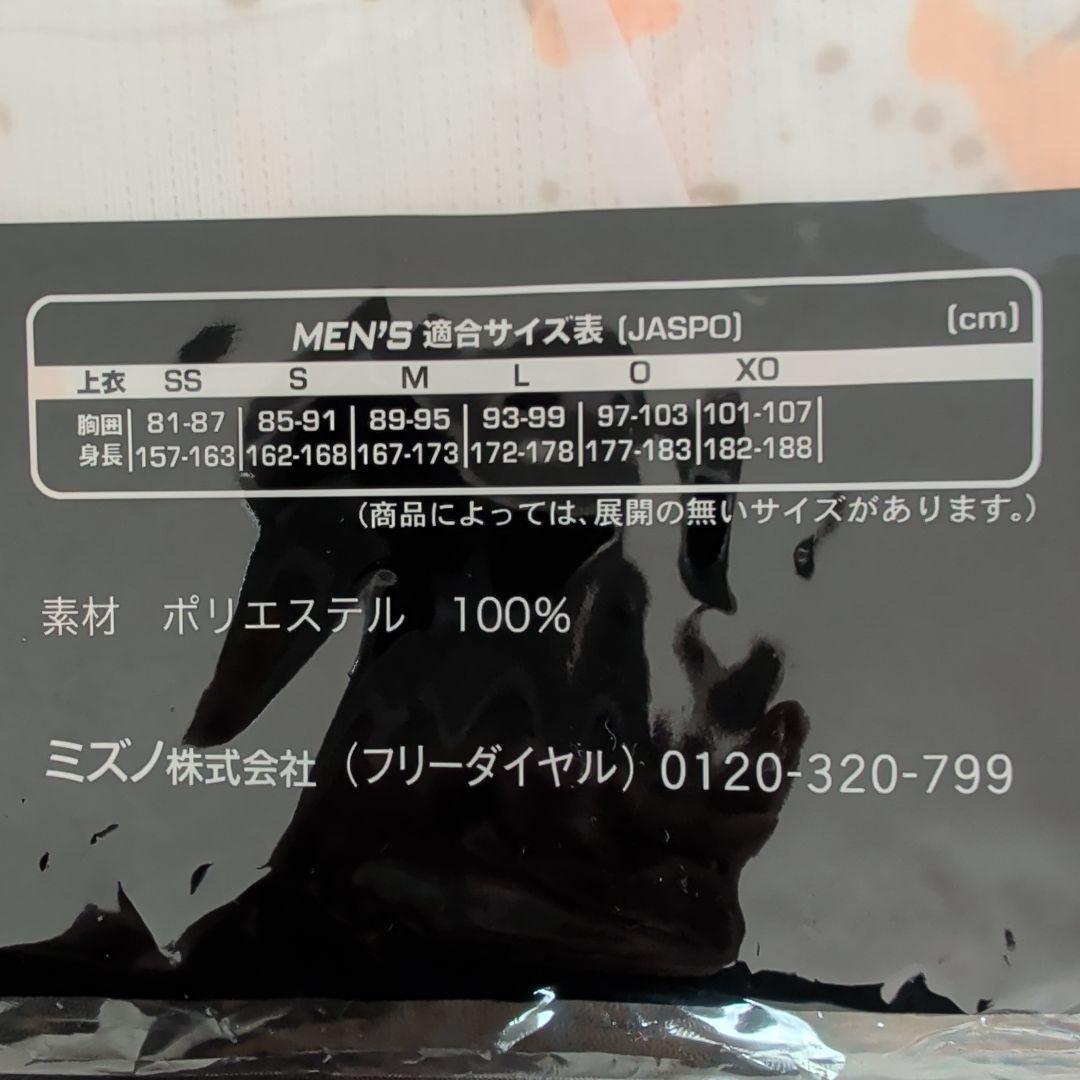 MEN'S 適合サイズ表 (JASPO) (cm)
上衣 SS S M L O XO
胸囲 81-87 85-91 89-95 93-99 97-103 101-107
身長 157-163 162-168 167-173 172-178 177-183 182-188
(商品によっては、展開の無いサイズがあります。)
素材 ポリエステル 100%
ミズノ株式会社 (フリーダイヤル) 0120-320-799